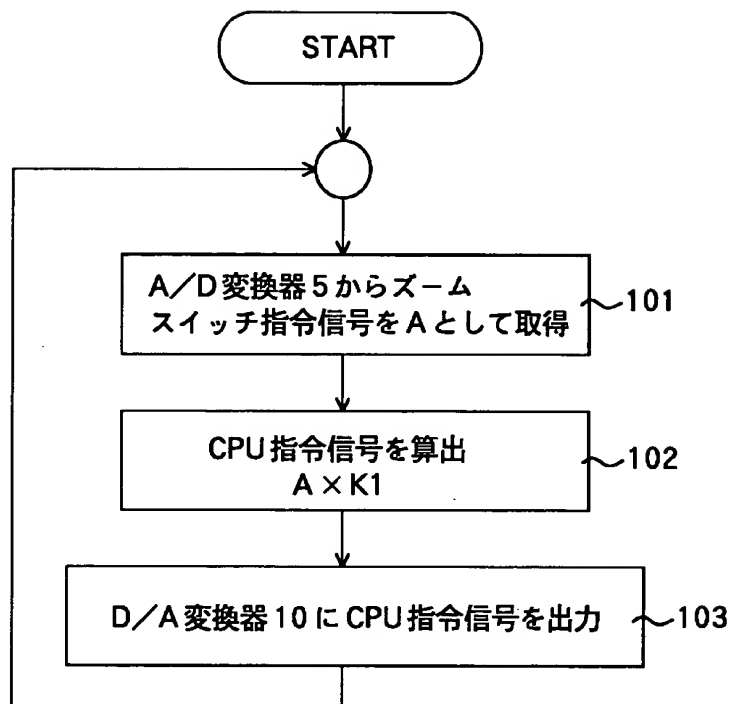 START
A／D変換器5からズーム
スイッチ指令信号をAとして取得
101
CPU指令信号を算出
A×K1
102
D／A変換器10にCPU指令信号を出力
103